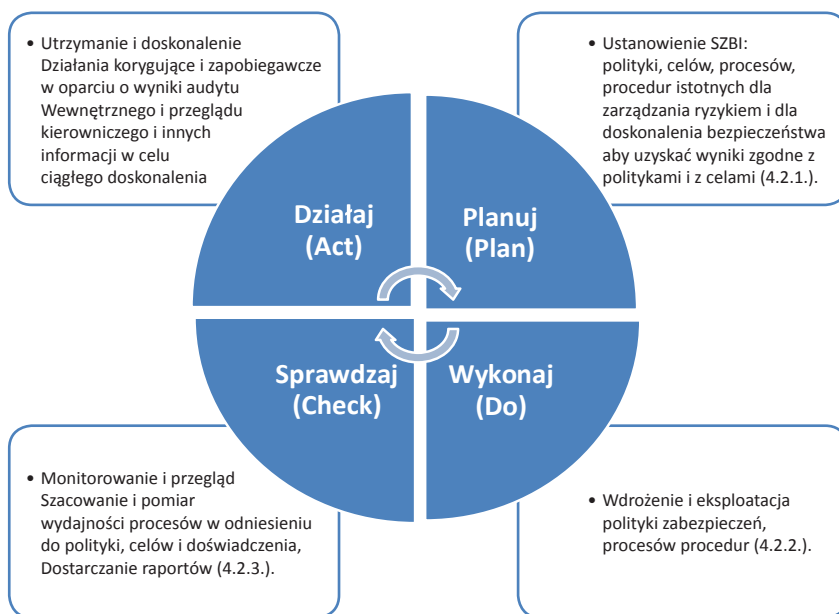 • Utrzymanie i doskonalenie
Działania korygujące i zapobiegawcze
w oparciu o wyniki audytu
Wewnętrznego i przeglądu
kierowniczego i innych
informacji w celu
ciągłego doskonalenia
• Ustanowienie SZBI:
polityki, celów, procesów,
procedur istotnych dla
zarządzania ryzykiem i dla
doskonalenia bezpieczeństwa
aby uzyskać wyniki zgodne z
politykami i z celami (4.2.1.).
Działaj
(Act)
Planuj
(Plan)
Sprawdzaj
(Check)
Wykonaj
(Do)
• Monitorowanie i przegląd
Szacowanie i pomiar
wydajności procesów w odniesieniu
do polityki, celów i doświadczenia,
Dostarczanie raportów (4.2.3.).
• Wdrożenie i eksploatacja
polityki zabezpieczeń,
procesów procedur (4.2.2.).